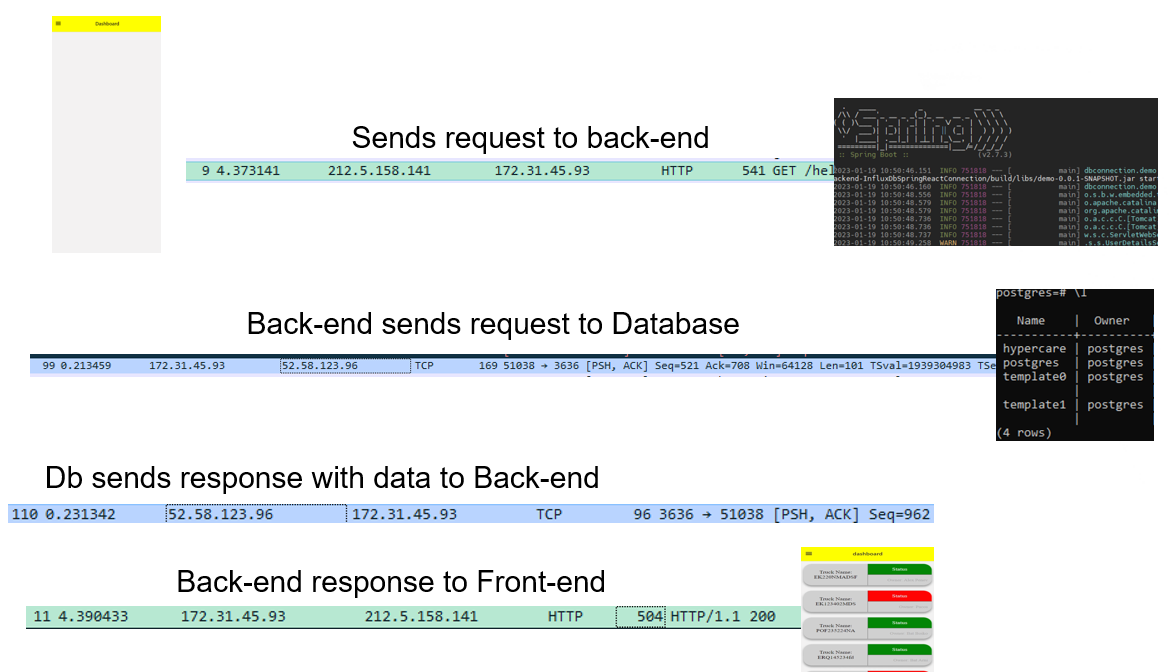 Dashboard
Sends request to back-end
9 4.373141 212.5.158.141 172.31.45.93 HTTP 541 GET /hel
:: Spring Boot :: (v2.7.3)
2023-01-19 10:50:46.151 INFO 751818 --- [ main] dbconnection.demo
ackend-InfluxDbSpringReactConnection/build/libs/demo-0.0.1-SNAPSHOT.jar star
2023-01-19 10:50:46.160 INFO 751818 --- [ main] dbconnection.demo
2023-01-19 10:50:48.556 INFO 751818 --- [ main] o.s.b.w.embedded.
2023-01-19 10:50:48.579 INFO 751818 --- [ main] o.apache.catalina
2023-01-19 10:50:48.579 INFO 751818 --- [ main] org.apache.catali
2023-01-19 10:50:48.736 INFO 751818 --- [ main] o.a.c.c.C.[Tomcat
2023-01-19 10:50:48.736 INFO 751818 --- [ main] o.a.c.c.C.[Tomcat
2023-01-19 10:50:48.737 INFO 751818 --- [ main] w.s.c.ServletWebS
2023-01-19 10:50:49.258 WARN 751818 --- [ main] .s.s.UserDetailsS
Back-end sends request to Database
99 0.213459 172.31.45.93 52.58.123.96 TCP 169 51038 → 3636 [PSH, ACK] Seq=521 Ack=708 Win=64128 Len=101 TSval=1939304983 TSe
postgres=# \l
Name | Owner
hypercare | postgres
postgres | postgres
template0 | postgres
|
template1 | postgres
|
(4 rows)
Db sends response with data to Back-end
110 0.231342 52.58.123.96 172.31.45.93 TCP 96 3636 → 51038 [PSH, ACK] Seq=962
Back-end response to Front-end
11 4.390433 172.31.45.93 212.5.158.141 HTTP 504 HTTP/1.1 200
dashboard
Truck Name: Status
EK229NMADSF
Truck Name: Status
EK125402MDS
Truck Name: Status
POF235224NA
Truck Name: Status
ERQ14523461